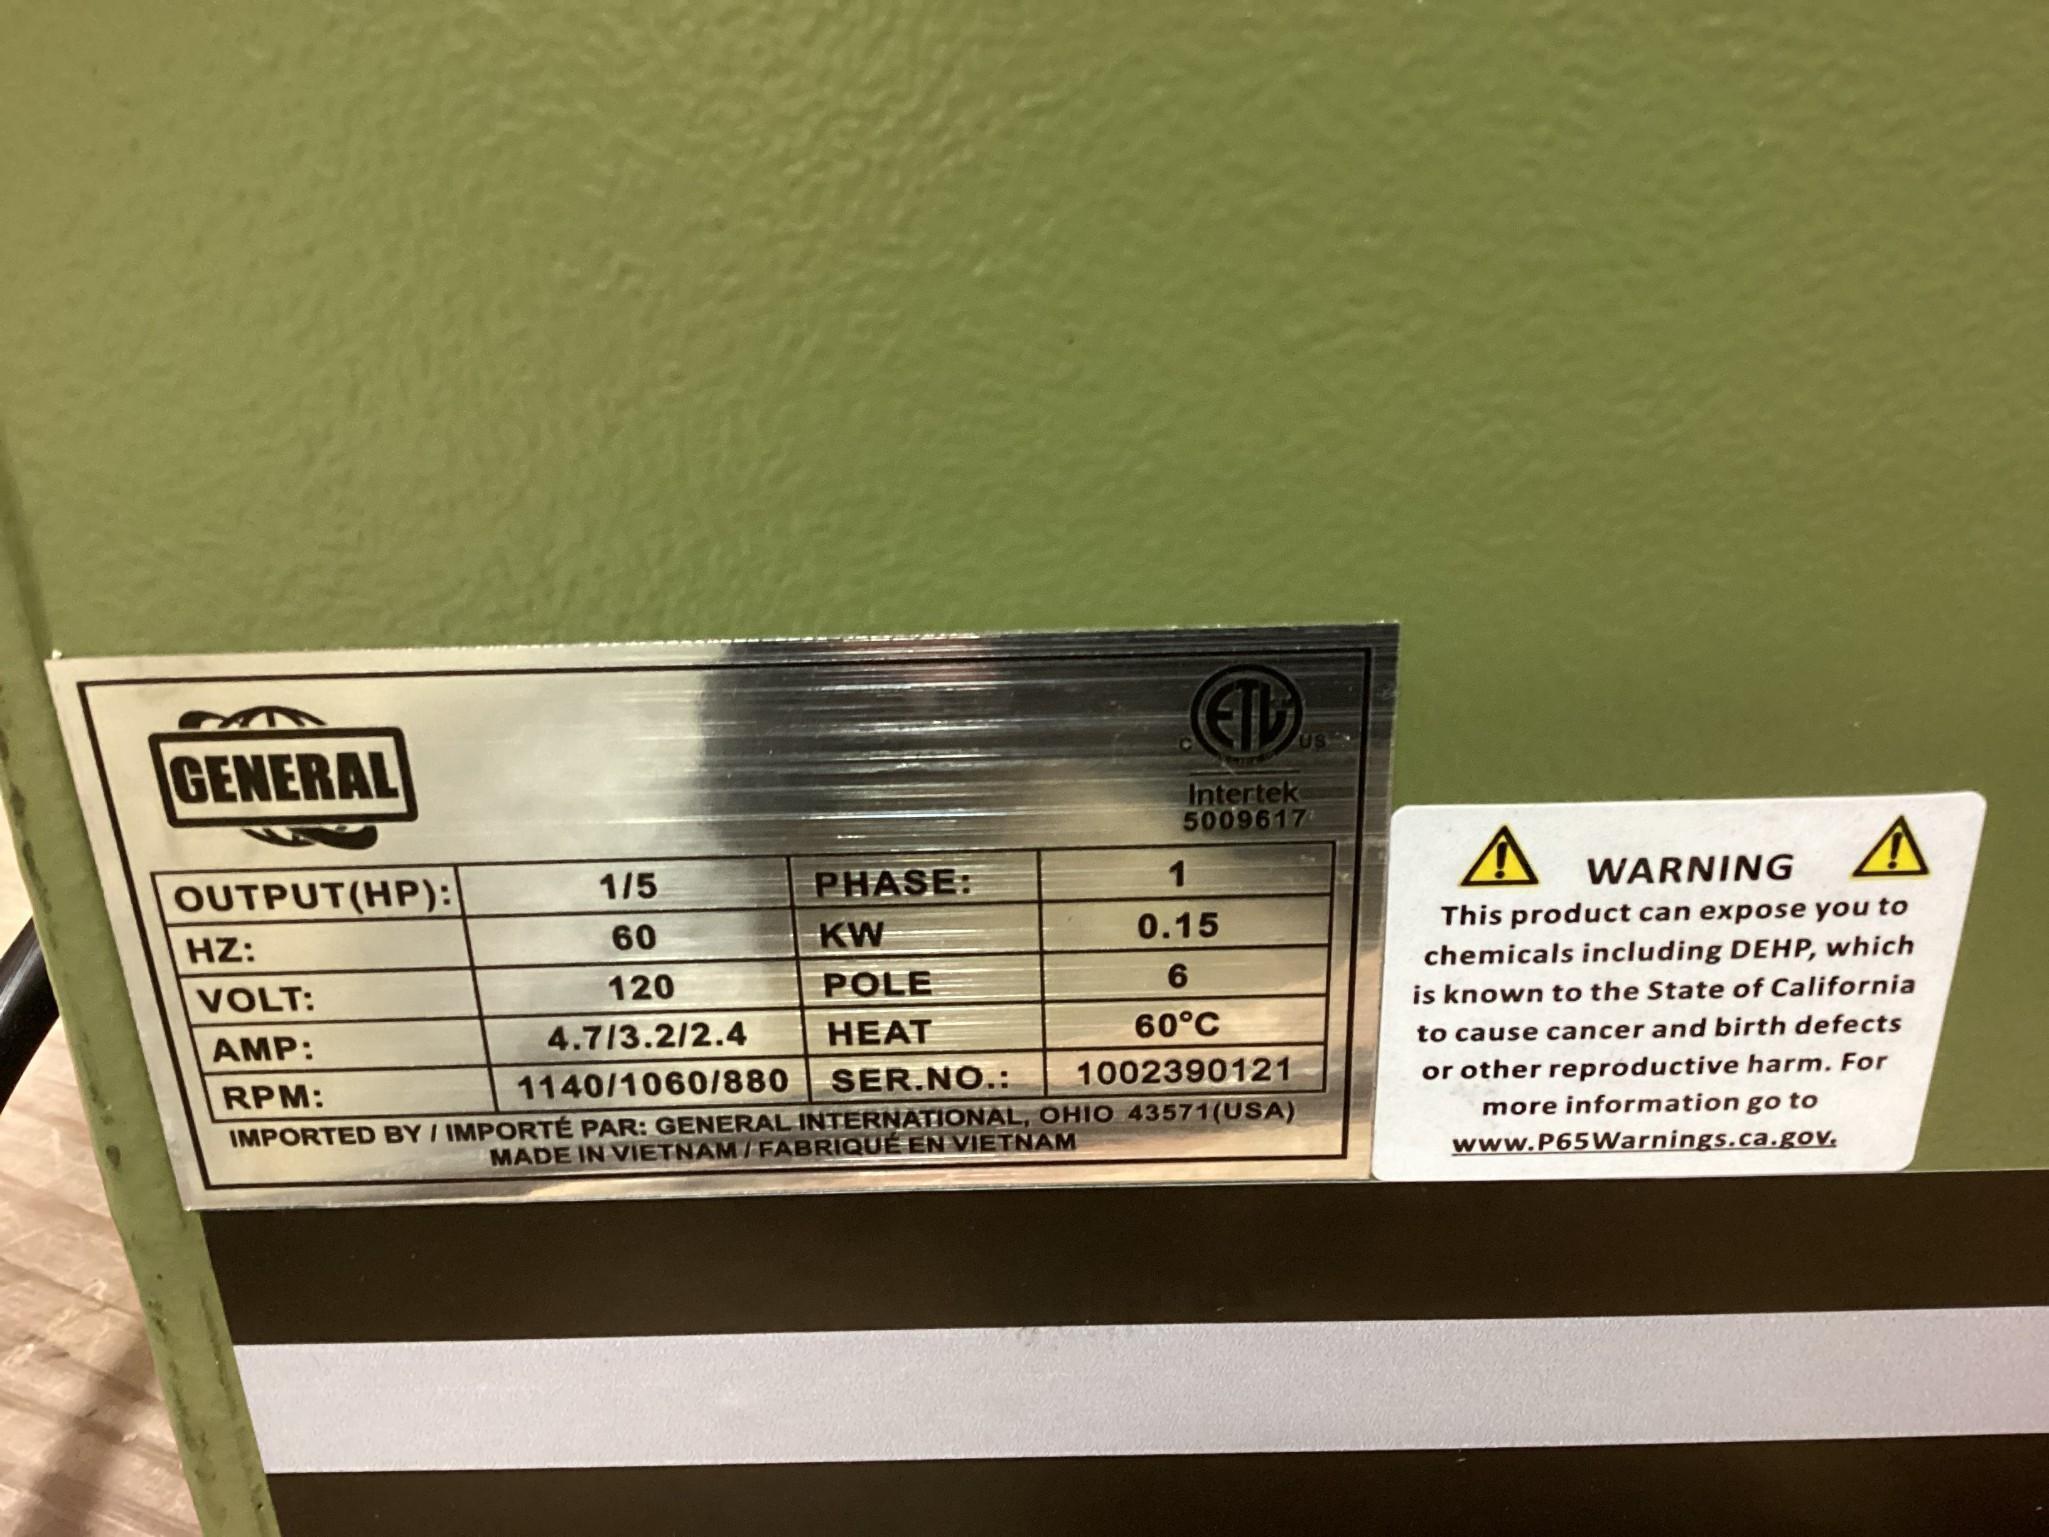 GENERAL
C ETL US
Intertek
5009617
OUTPUT(HP): 1/5 PHASE: 1
HZ: 60 KW 0.15
VOLT: 120 POLE 6
AMP: 4.7/3.2/2.4 HEAT 60°C
RPM: 1140/1060/880 SER.NO.: 1002390121
IMPORTED BY / IMPORTÉ PAR: GENERAL INTERNATIONAL, OHIO 43571(USA)
MADE IN VIETNAM / FABRIQUÉ EN VIETNAM
WARNING
This product can expose you to
chemicals including DEHP, which
is known to the State of California
to cause cancer and birth defects
or other reproductive harm. For
more information go to
www.P65Warnings.ca.gov.